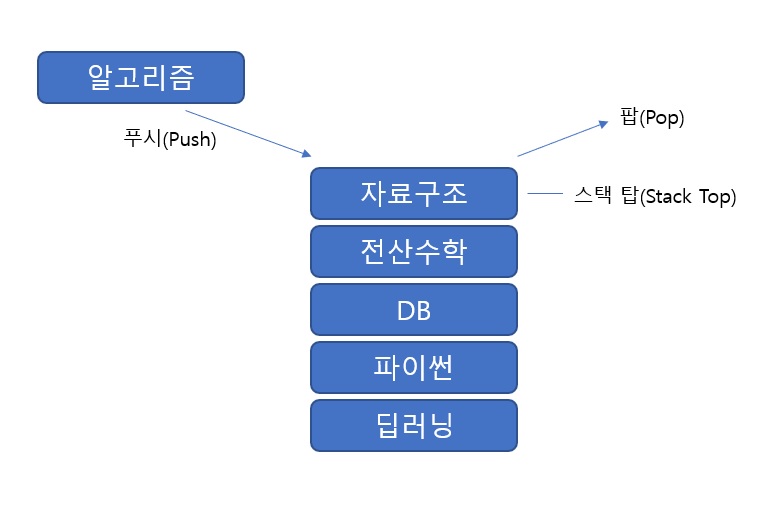 알고리즘
팝(Pop)
푸시(Push)
자료구조
스택 탑(Stack Top)
전산수학
DB
파이썬
딥러닝